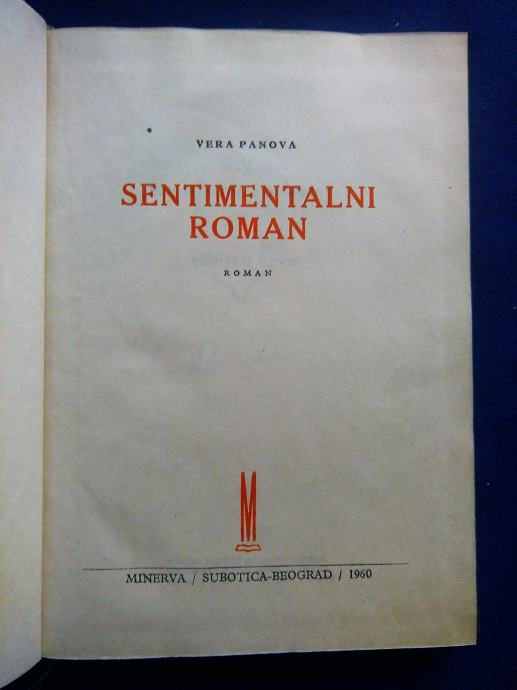 VERA PANOVA
SENTIMENTALNI
ROMAN
ROMAN
M
MINERVA / SUBOTICA-BEOGRAD / 1960